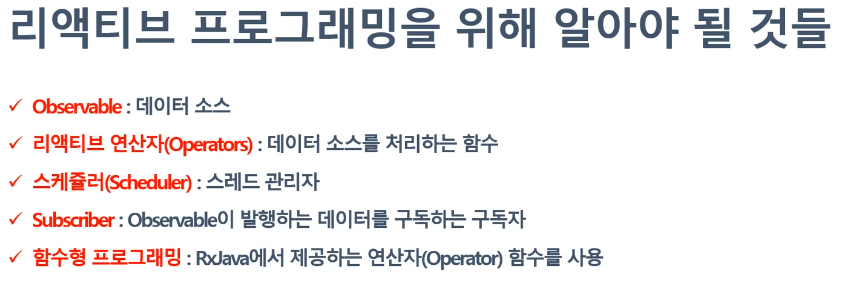 리액티브 프로그래밍을 위해 알아야 될 것들
✓ Observable : 데이터 소스
✓ 리액티브 연산자(Operators) : 데이터 소스를 처리하는 함수
✓ 스케쥴러(Scheduler) : 스레드 관리자
✓ Subscriber : Observable이 발행하는 데이터를 구독하는 구독자
✓ 함수형 프로그래밍 : RxJava에서 제공하는 연산자(Operator) 함수를 사용